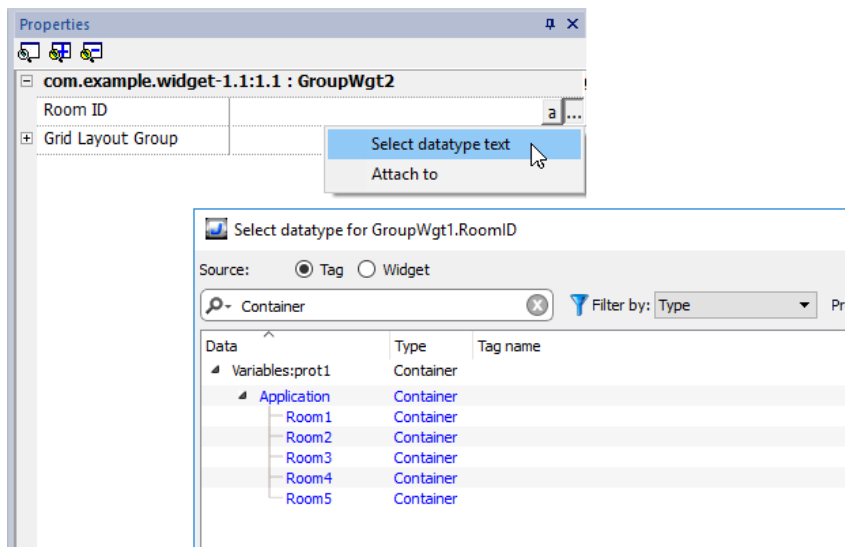 Properties
com.example.widget-1.1:1.1 : GroupWgt2
Room ID
a ...
Grid Layout Group
Select datatype text
Attach to
Select datatype for GroupWgt1.RoomID
Source: Tag Widget
Container Filter by: Type Pr
Data Type Tag name
Variables:prot1 Container
Application Container
Room1 Container
Room2 Container
Room3 Container
Room4 Container
Room5 Container